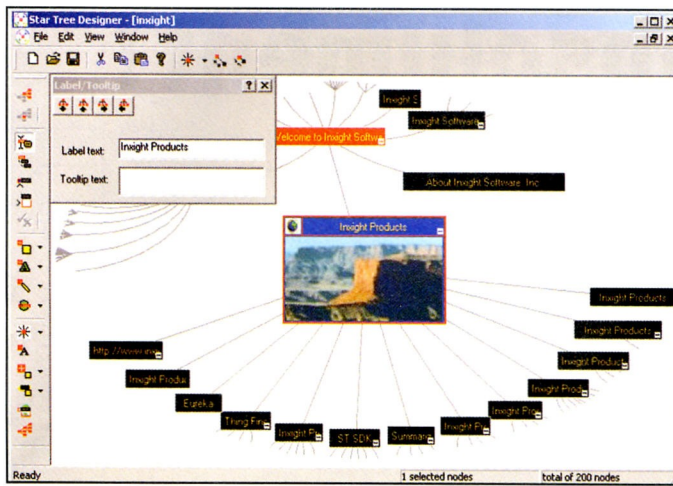 Star Tree Designer - [inxight]
File Edit View Window Help
Label/Tooltip
Label text: Inxight Products
Tooltip text:
Inxight S
Inxight Software
Welcome to Inxight Softw
About Inxight Software, Inc
Inxight Products
Inxight Products
Inxight Products
Inxight Product
Inxight Prod
Inxight Pro
Inxight Pr
Summare
ST SDK
Inxight Pr
Thing Fin
Eureka
Inxight Produc
http://www.inx
Ready
1 selected nodes
total of 200 nodes